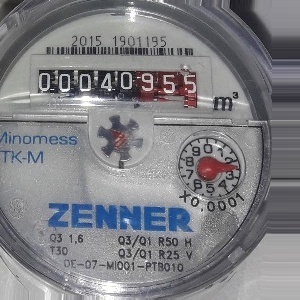 2015 1901195
00040955
m³
Minomess
TK-M
ZENNER
X0,0001
Q3 1,6 Q3/Q1 R50 H
T30 Q3/Q1 R25 V
DE-07-MI001-PTB010